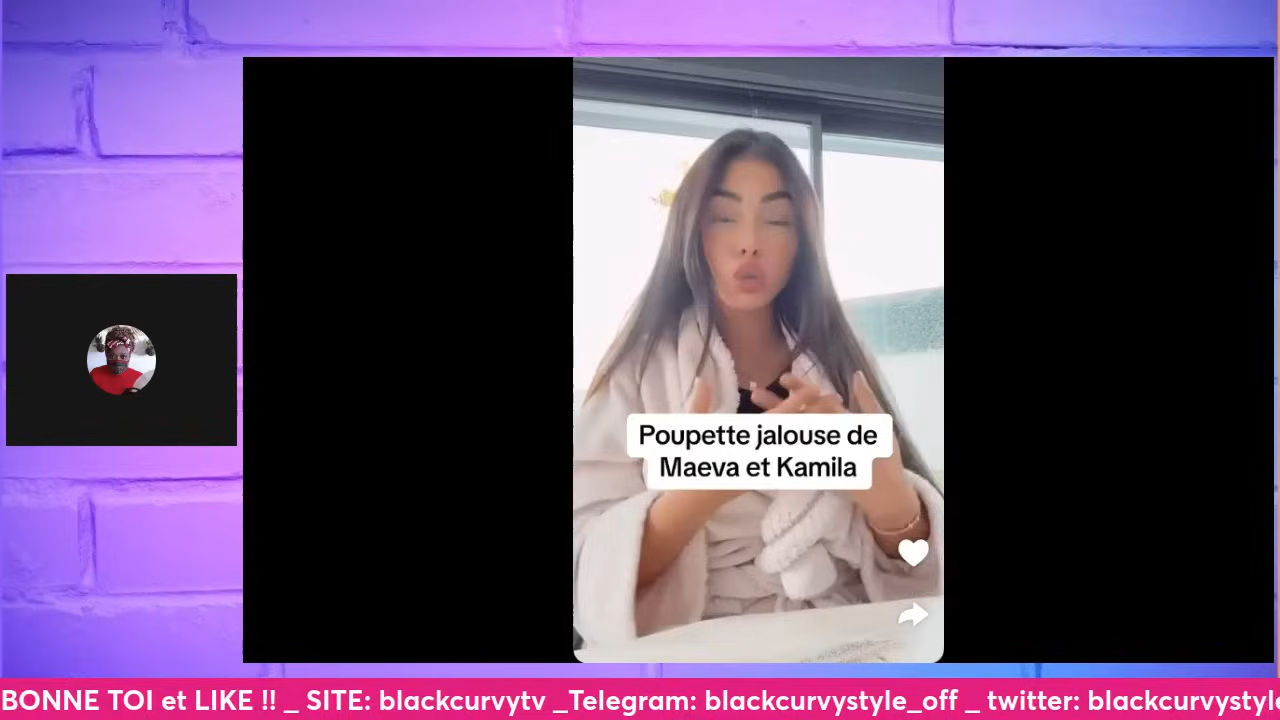 Poupette jalouse de
Maeva et Kamila
BONNE TOI et LIKE !! _ SITE: blackcurvytv _Telegram: blackcurvystyle_off _ twitter: blackcurvystyle